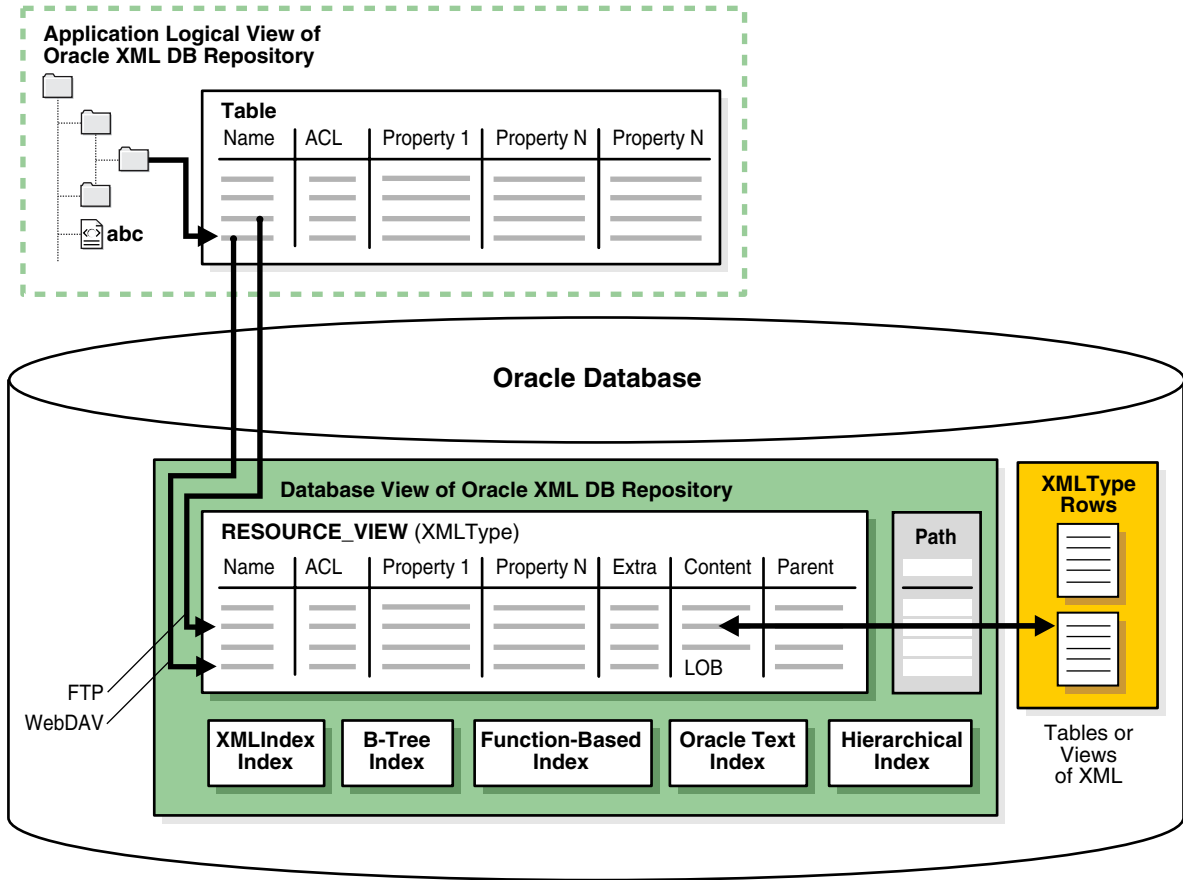 Application Logical View of
Oracle XML DB Repository
Table
Name ACL Property 1 Property N Property N
abc
Oracle Database
Database View of Oracle XML DB Repository
RESOURCE_VIEW (XMLType)
Name ACL Property 1 Property N Extra Content Parent
LOB
Path
XMLType
Rows
FTP
WebDAV
XMLIndex
Index
B-Tree
Index
Function-Based
Index
Oracle Text
Index
Hierarchical
Index
Tables or
Views
of XML